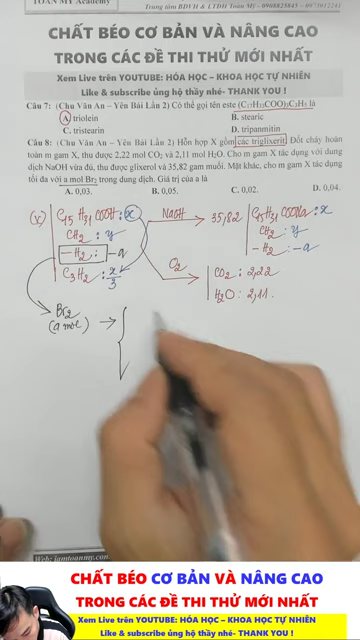 TOÁN MỸ Academy
Trung tâm BDVH & LTDH Toán Mỹ - 0908825845 - 0873012241
CHẤT BÉO CƠ BẢN VÀ NÂNG CAO
TRONG CÁC ĐỀ THI THỬ MỚI NHẤT
Xem Live trên YOUTUBE: HÓA HỌC – KHOA HỌC TỰ NHIÊN
Like & subscribe ủng hộ thầy nhé- THANK YOU !
Câu 7: (Chu Văn An – Yên Bái Lần 2) Có thể gọi tên este (C17H33COO)3C3H5 là
A. triolein B. stearic
C. tristearin D. tripanmitin
Câu 8: (Chu Văn An – Yên Bái Lần 2) Hỗn hợp X gồm các triglixerit. Đốt cháy hoàn
toàn m gam X, thu được 2,22 mol CO2 và 2,11 mol H2O. Cho m gam X tác dụng với dung
dịch NaOH vừa đủ, thu được glixerol và 35,82 gam muối. Mặt khác, cho m gam X tác dụng
tối đa với a mol Br2 trong dung dịch. Giá trị của a là
A. 0,03. B. 0,05. C. 0,02. D. 0,04.
(X) C15H31COOH : x NaOH 35,82 C15H31COONa : x
CH2 : y CH2 : y
-H2 : -a -H2 : -a
C3H2 : x/3 O2 CO2 : 2,22
H2O : 2,11.
Br2
(a mol)
Web: iamtoanmy.com
CHẤT BÉO CƠ BẢN VÀ NÂNG CAO
TRONG CÁC ĐỀ THI THỬ MỚI NHẤT
Xem Live trên YOUTUBE: HÓA HỌC – KHOA HỌC TỰ NHIÊN
Like & subscribe ủng hộ thầy nhé- THANK YOU !